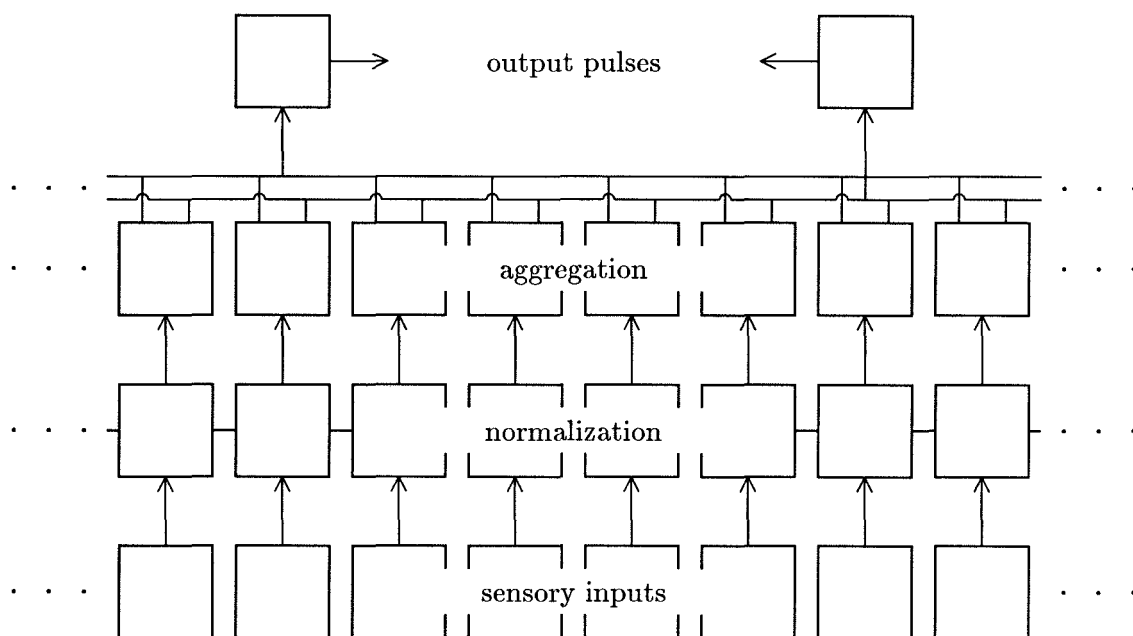 output pulses
aggregation
normalization
sensory inputs